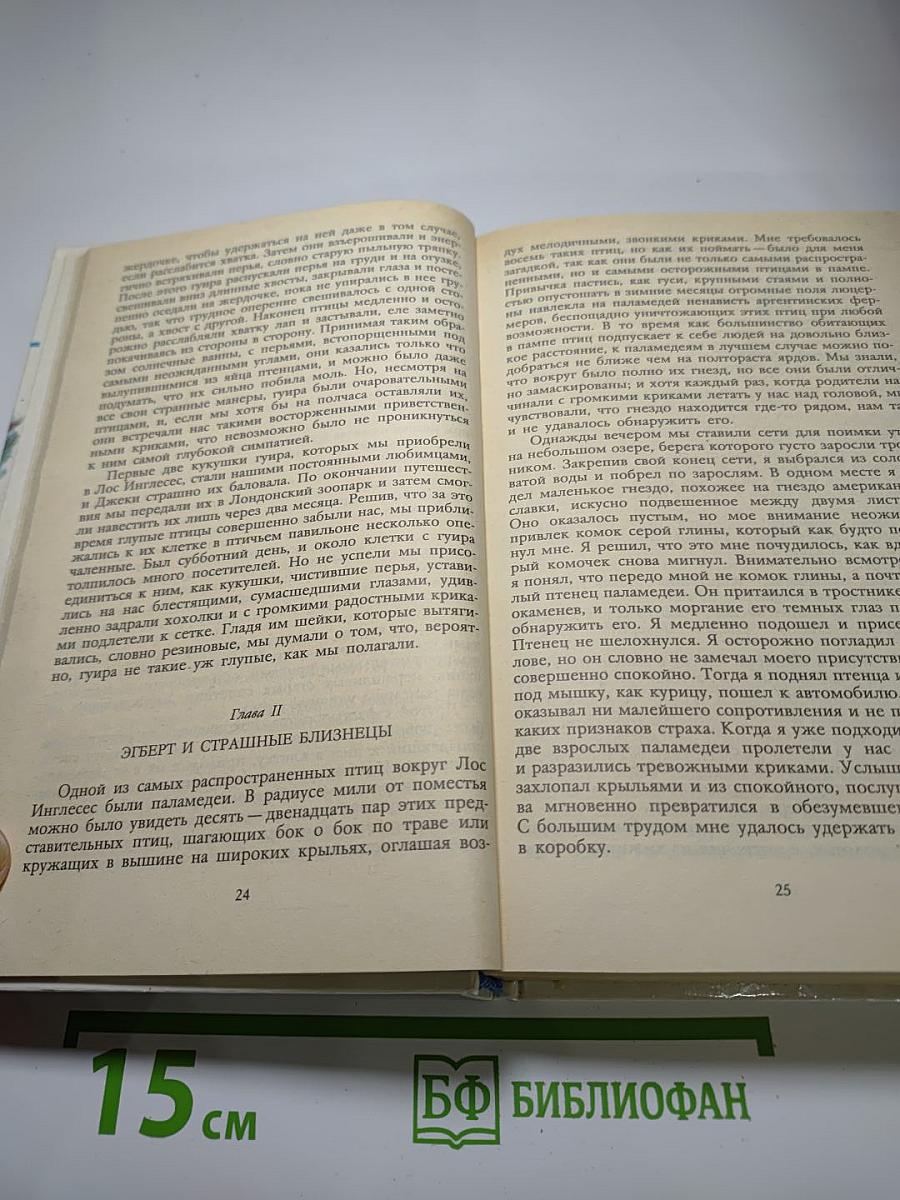 жердочке, чтобы удержаться на ней даже в том случае,
если расслабится хватка. Затем они взъерошивали и энер-
гично встряхивали перья, словно старую пыльную тряпку.
После этого гуира распускали перья на груди и на огузке,
свешивали вниз длинные хвосты, закрывали глаза и посте-
пенно оседали на жердочке, пока не упирались в нее гру-
дью, так что грудное оперение свешивалось с одной сто-
роны, а хвост с другой. Наконец птицы медленно и осто-
рожно расслабляли хватку лап и застывали, еле заметно
покачиваясь из стороны в сторону. Принимая таким обра-
зом солнечные ванны, с перьями, встопорщенными под
самыми неожиданными углами, они казались только что
вылупившимися из яйца птенцами, и можно было даже
подумать, что их сильно побила моль. Но, несмотря на
все свои странные манеры, гуира были очаровательными
птицами, и, если мы хотя бы на полчаса оставляли их,
они встречали нас такими восторженными приветствен-
ными криками, что невозможно было не проникнуться
к ним самой глубокой симпатией.
Первые две кукушки гуира, которых мы приобрели
в Лос Инглесес, стали нашими постоянными любимцами,
и Джеки страшно их баловала. По окончании путешест-
вия мы передали их в Лондонский зоопарк и затем смог-
ли навестить их лишь через два месяца. Решив, что за это
время глупые птицы совершенно забыли нас, мы прибли-
жались к их клетке в птичьем павильоне несколько опе-
чаленные. Был субботний день, и около клетки с гуира
толпилось много посетителей. Но не успели мы присо-
единиться к ним, как кукушки, чистившие перья, устави-
лись на нас блестящими, сумасшедшими глазами, удив-
ленно задрали хохолки и с громкими радостными крика-
ми подлетели к сетке. Гладя им шейки, которые вытяги-
вались, словно резиновые, мы думали о том, что, вероят-
но, гуира не такие уж глупые, как мы полагали.
Глава II
ЭГБЕРТ И СТРАШНЫЕ БЛИЗНЕЦЫ
Одной из самых распространенных птиц вокруг Лос
Инглесес были паламедеи. В радиусе мили от поместья
можно было увидеть десять — двенадцать пар этих пред-
ставительных птиц, шагающих бок о бок по траве или
кружащих в вышине на широких крыльях, оглашая воз-
24
дух мелодичными, звонкими криками. Мне требовалось
восемь таких птиц, но как их поймать — было для меня
загадкой, так как они были не только самыми распростра-
ненными, но и самыми осторожными птицами в пампе.
Привычка пастись, как гуси, крупными стаями и полно-
стью опустошать в зимние месяцы огромные поля люцер-
ны навлекла на паламедей ненависть аргентинских фер-
меров, беспощадно уничтожающих этих птиц при любой
возможности. В то время как большинство обитающих
в пампе птиц подпускает к себе людей на довольно близ-
кое расстояние, к паламедеям в лучшем случае можно по-
добраться не ближе чем на полтораста ярдов. Мы знали,
что вокруг было полно их гнезд, но все они были отлич-
но замаскированы; и хотя каждый раз, когда родители на-
чинали с громкими криками летать у нас над головой, мы
чувствовали, что гнездо находится где-то рядом, нам та
и не удавалось обнаружить его.
Однажды вечером мы ставили сети для поимки ут
на небольшом озере, берега которого густо заросли тро
ником. Закрепив свой конец сети, я выбрался из соло
ватой воды и побрел по зарослям. В одном месте я
дел маленькое гнездо, похожее на гнездо американ
славки, искусно подвешенное между двумя лист
Оно оказалось пустым, но мое внимание неожи
привлек комок серой глины, который как будто по
нул мне. Я решил, что это мне почудилось, как вд
рый комочек снова мигнул. Внимательно всмотр
я понял, что передо мной не комок глины, а почт
лый птенец паламедеи. Он притаился в тростнике
окаменев, и только моргание его темных глаз п
обнаружить его. Я медленно подошел и присе
Птенец не шелохнулся. Я осторожно погладил
лове, но он словно не замечал моего присутстви
совершенно спокойно. Тогда я поднял птенца и
под мышку, как курицу, пошел к автомобилю.
оказывал ни малейшего сопротивления и не п
каких признаков страха. Когда я уже подходи
две взрослых паламедеи пролетели у нас
и разразились тревожными криками. Услыш
захлопал крыльями и из спокойного, послуш
ва мгновенно превратился в обезумевшег
С большим трудом мне удалось удержать
в коробку.
25
15 см
БФ БИБЛИОФАН